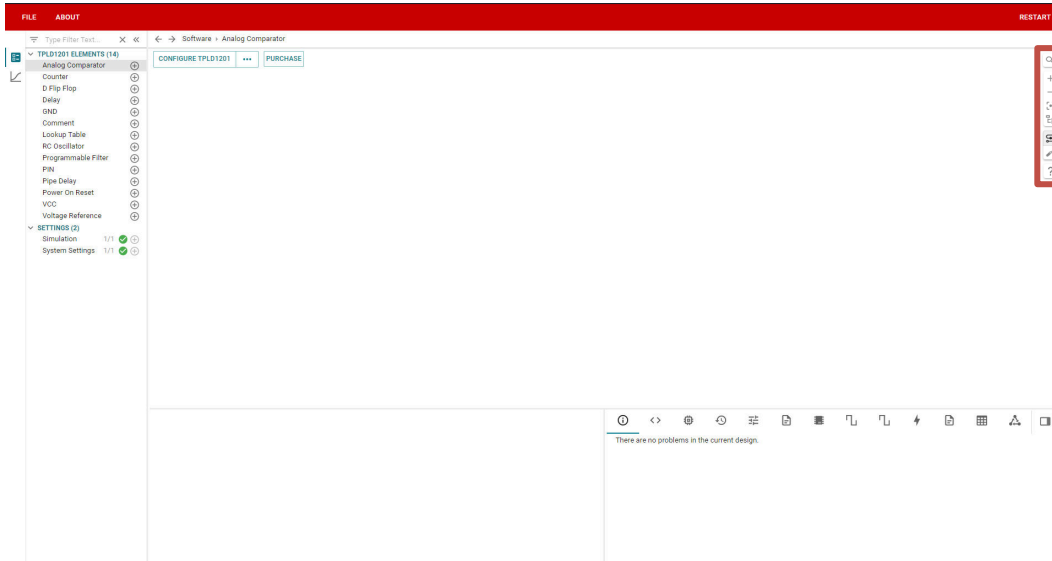 FILE ABOUT RESTART
Type Filter Text...
Software › Analog Comparator
TPLD1201 ELEMENTS (14)
Analog Comparator
Counter
D Flip Flop
Delay
GND
Comment
Lookup Table
RC Oscillator
Programmable Filter
PIN
Pipe Delay
Power On Reset
VCC
Voltage Reference
SETTINGS (2)
Simulation 1/1
System Settings 1/1
CONFIGURE TPLD1201 ••• PURCHASE
There are no problems in the current design.